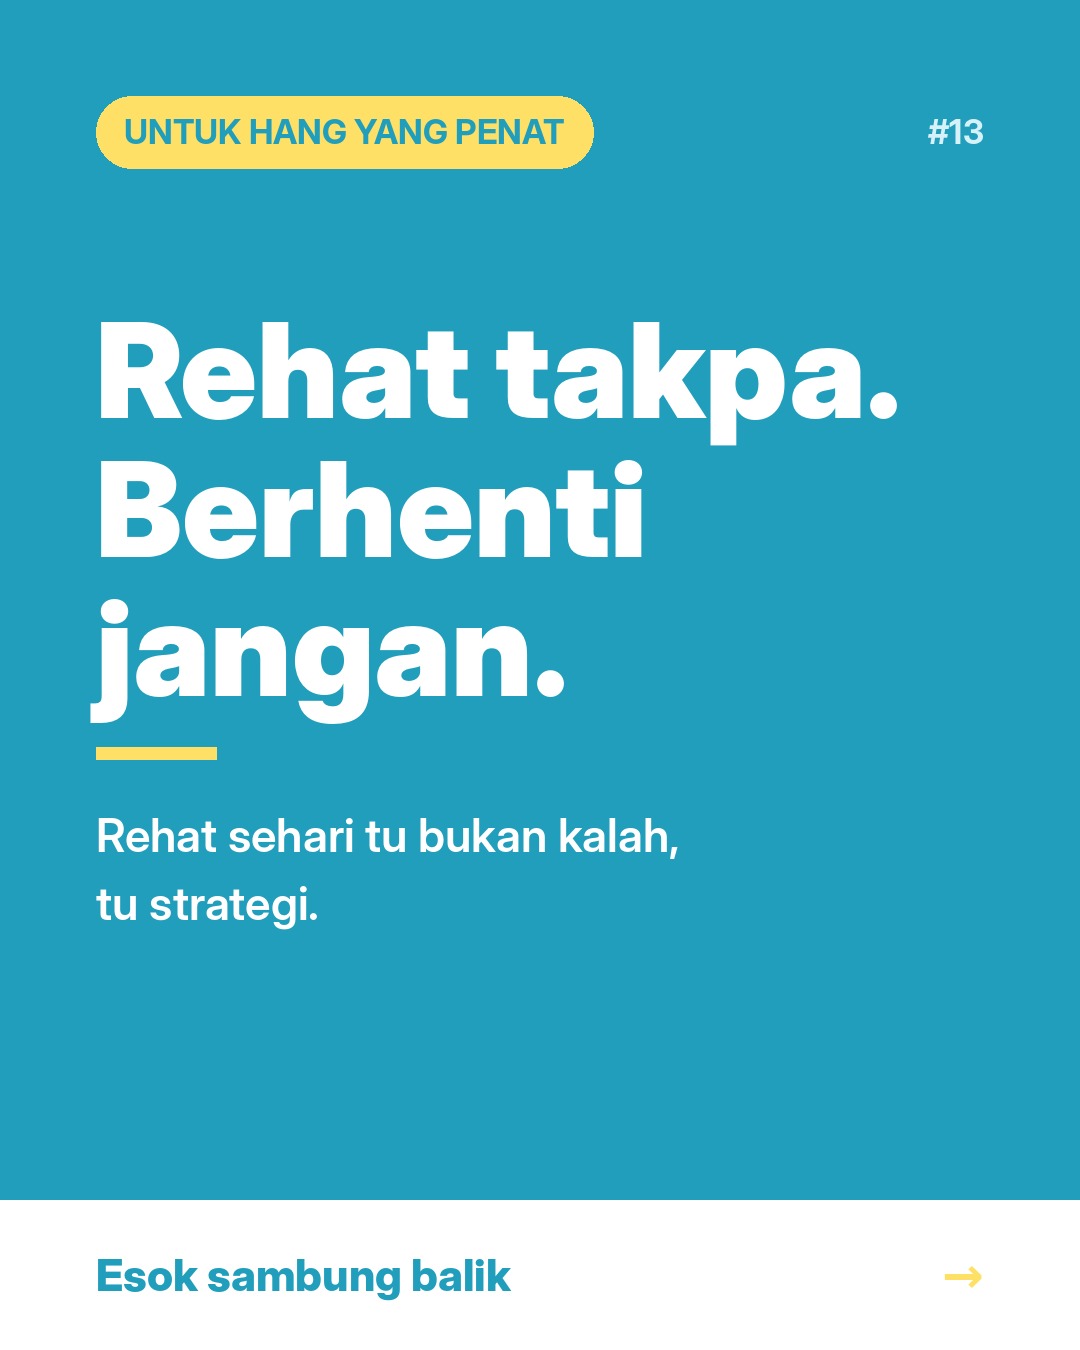 UNTUK HANG YANG PENAT
#13
Rehat takpa.
Berhenti
jangan.
Rehat sehari tu bukan kalah,
tu strategi.
Esok sambung balik
→